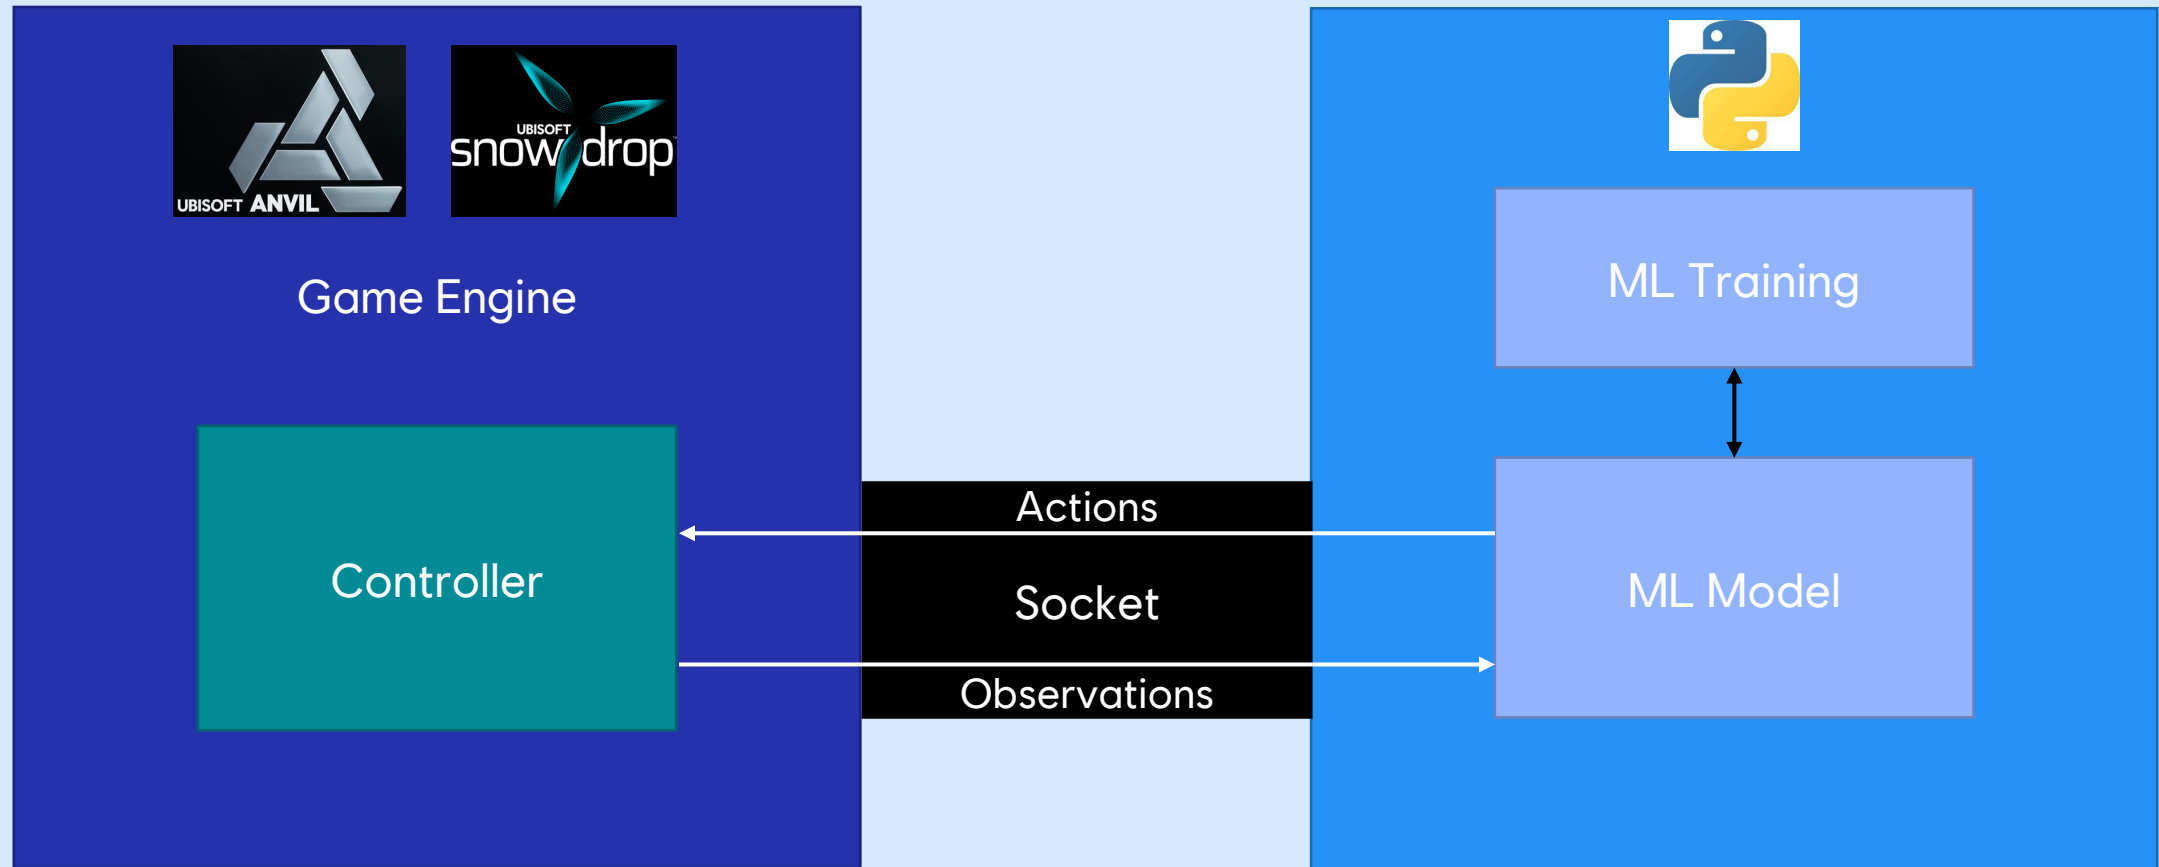 UBISOFT ANVIL
UBISOFT
snowdrop
Game Engine
Controller
Actions
Socket
Observations
ML Training
ML Model